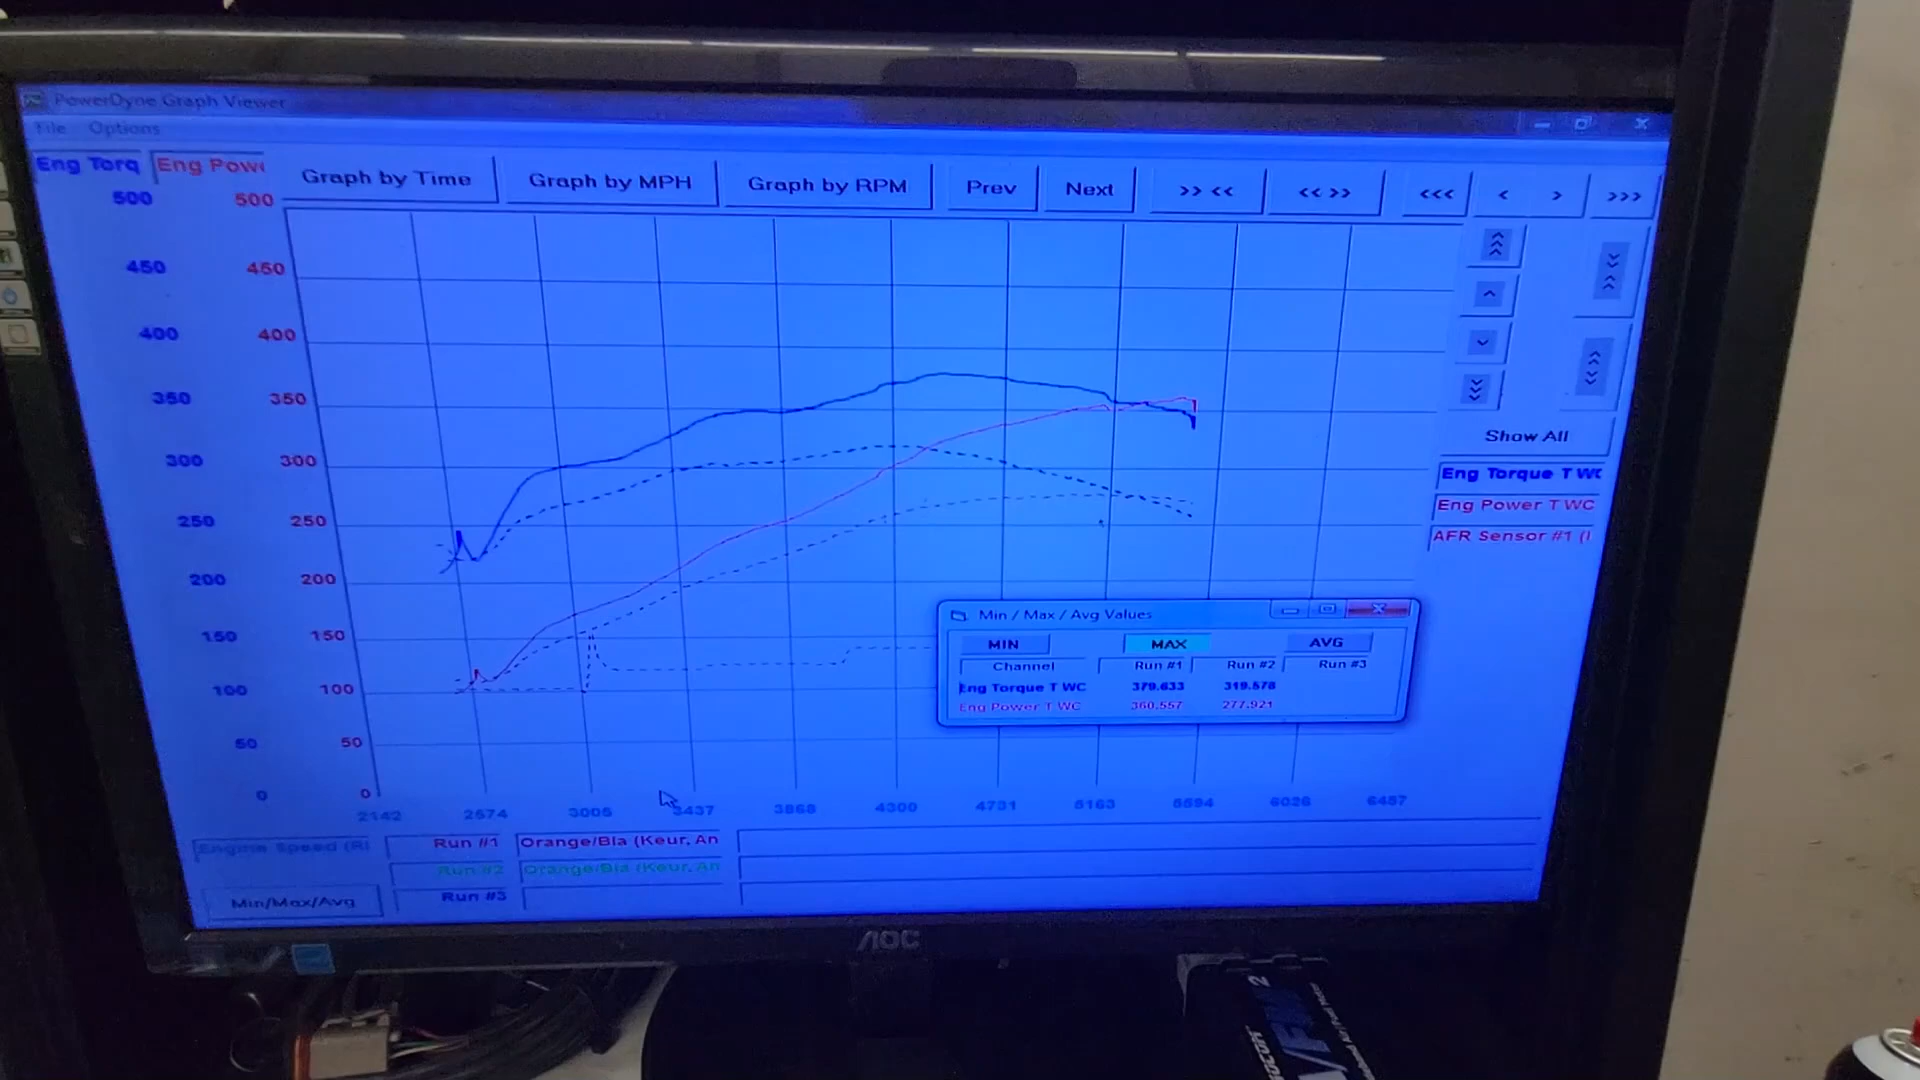 PowerDyne Graph Viewer
File Options
Eng Torq Eng Pow
Graph by Time Graph by MPH Graph by RPM Prev Next >> << << >> <<< < > >>>
500 500
450 450
400 400
350 350
300 300
250 250
200 200
150 150
100 100
50 50
0 0
Show All
Eng Torque T WC
Eng Power T WC
AFR Sensor #1 (
Min / Max / Avg Values
MIN MAX AVG
Channel Run #1 Run #2 Run #3
Eng Torque T WC 379.633 319.578
Eng Power T WC 360.557 277.921
2142 2574 3005 3437 3868 4300 4731 5163 5594 6026 6457
Engine Speed (R Run #1 Orange/Bla (Keur, An
Run #2 Orange/Bla (Keur, An
Min/Max/Avg Run #3
AOC
2